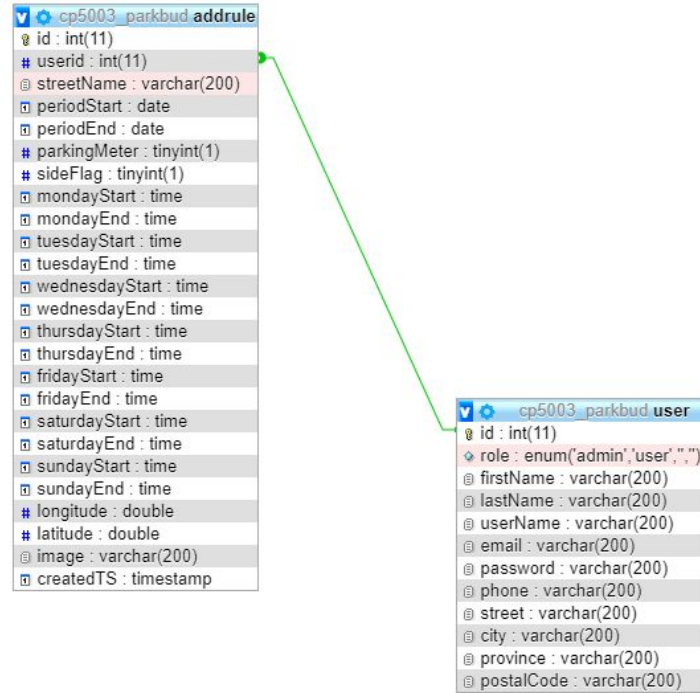 cp5003_parkbud addrule
id : int(11)
userid : int(11)
streetName : varchar(200)
periodStart : date
periodEnd : date
parkingMeter : tinyint(1)
sideFlag : tinyint(1)
mondayStart : time
mondayEnd : time
tuesdayStart : time
tuesdayEnd : time
wednesdayStart : time
wednesdayEnd : time
thursdayStart : time
thursdayEnd : time
fridayStart : time
fridayEnd : time
saturdayStart : time
saturdayEnd : time
sundayStart : time
sundayEnd : time
longitude : double
latitude : double
image : varchar(200)
createdTS : timestamp
cp5003_parkbud user
id : int(11)
role : enum('admin','user','','')
firstName : varchar(200)
lastName : varchar(200)
userName : varchar(200)
email : varchar(200)
password : varchar(200)
phone : varchar(200)
street : varchar(200)
city : varchar(200)
province : varchar(200)
postalCode : varchar(200)